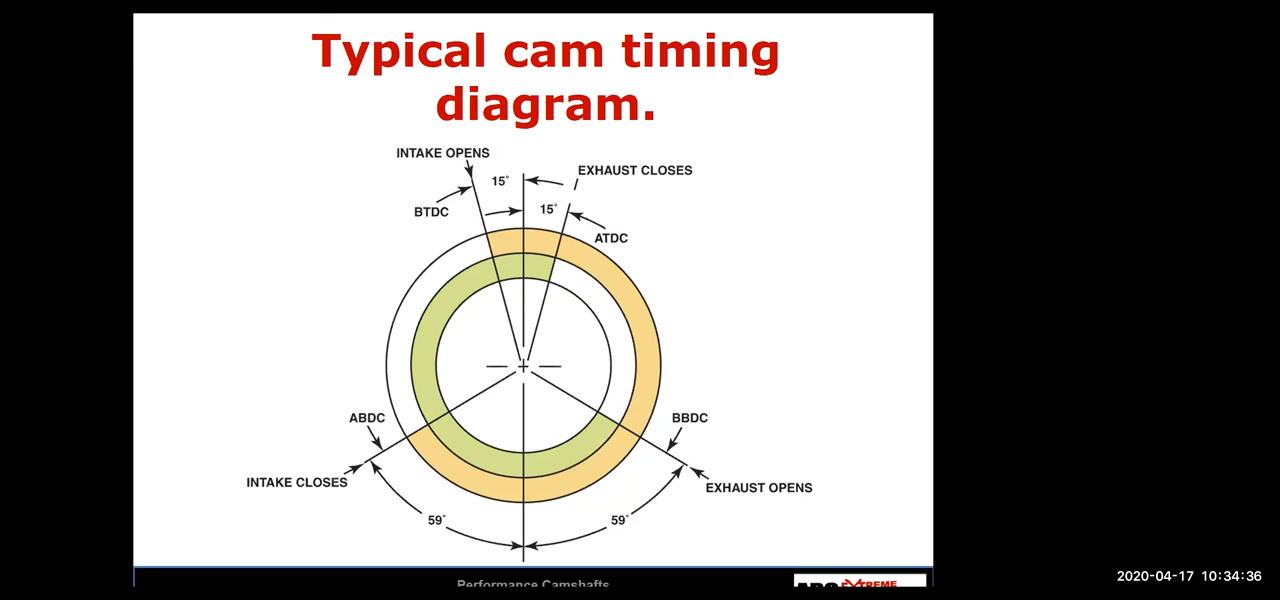 Typical cam timing
diagram.
INTAKE OPENS
EXHAUST CLOSES
15°
15°
BTDC
ATDC
ABDC
BBDC
INTAKE CLOSES
EXHAUST OPENS
59°
59°
Performance Camshafts
EXTREME
2020-04-17 10:34:36